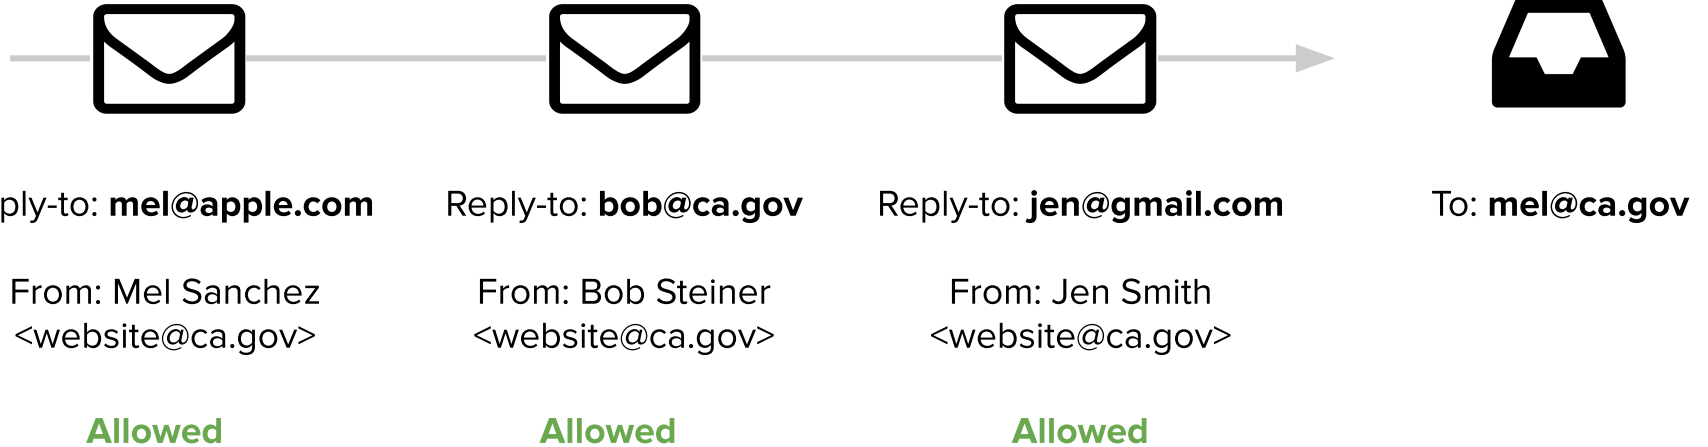 ply-to: mel@apple.com
Reply-to: bob@ca.gov
Reply-to: jen@gmail.com
To: mel@ca.gov
From: Mel Sanchez
<website@ca.gov>
From: Bob Steiner
<website@ca.gov>
From: Jen Smith
<website@ca.gov>
Allowed
Allowed
Allowed